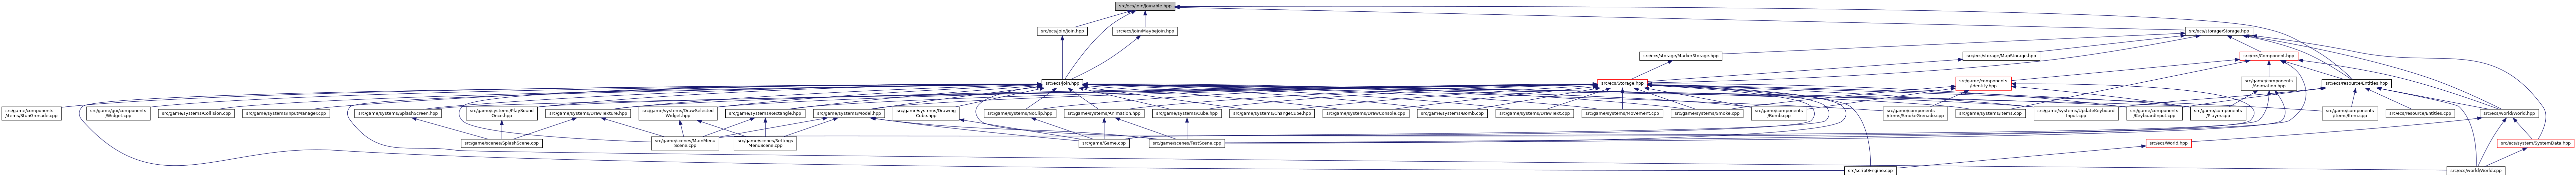 src/ecs/join/Joinable.hpp
src/ecs/join/Join.hpp
src/ecs/join/MaybeJoin.hpp
src/ecs/storage/Storage.hpp
src/ecs/storage/MarkerStorage.hpp
src/ecs/storage/MapStorage.hpp
src/ecs/Component.hpp
src/ecs/join.hpp
src/ecs/Storage.hpp
src/game/components
/Identity.hpp
src/game/components
/Animation.hpp
src/ecs/resource/Entities.hpp
src/game/components
/items/StunGrenade.hpp
src/game/gui/components
/Widget.cpp
src/game/systems/Collision.cpp
src/game/systems/InputManager.cpp
src/game/systems/SplashScreen.hpp
src/game/systems/PlaySound
Once.hpp
src/game/systems/DrawTexture.hpp
src/game/systems/DrawSelected
Widget.hpp
src/game/systems/Rectangle.hpp
src/game/systems/Model.hpp
src/game/systems/Drawing
Cube.hpp
src/game/systems/NoClip.hpp
src/game/systems/Animation.hpp
src/game/systems/Cube.hpp
src/game/systems/ChangeCube.hpp
src/game/systems/DrawConsole.cpp
src/game/systems/Bomb.cpp
src/game/systems/DrawText.cpp
src/game/systems/Movement.cpp
src/game/systems/Smoke.cpp
src/game/components
/Bomb.cpp
src/game/components
/items/SmokeGrenade.cpp
src/game/systems/Items.cpp
src/game/systems/UpdateKeyboard
Input.cpp
src/game/components
/KeyboardInput.cpp
src/game/components
/Player.cpp
src/game/components
/items/Item.cpp
src/ecs/resource/Entities.cpp
src/ecs/world/World.hpp
src/game/scenes/SplashScene.cpp
src/game/scenes/MainMenu
Scene.cpp
src/game/scenes/Settings
MenuScene.cpp
src/game/Game.cpp
src/game/scenes/TestScene.cpp
src/ecs/World.hpp
src/ecs/system/SystemData.hpp
src/script/Engine.cpp
src/ecs/world/World.cpp